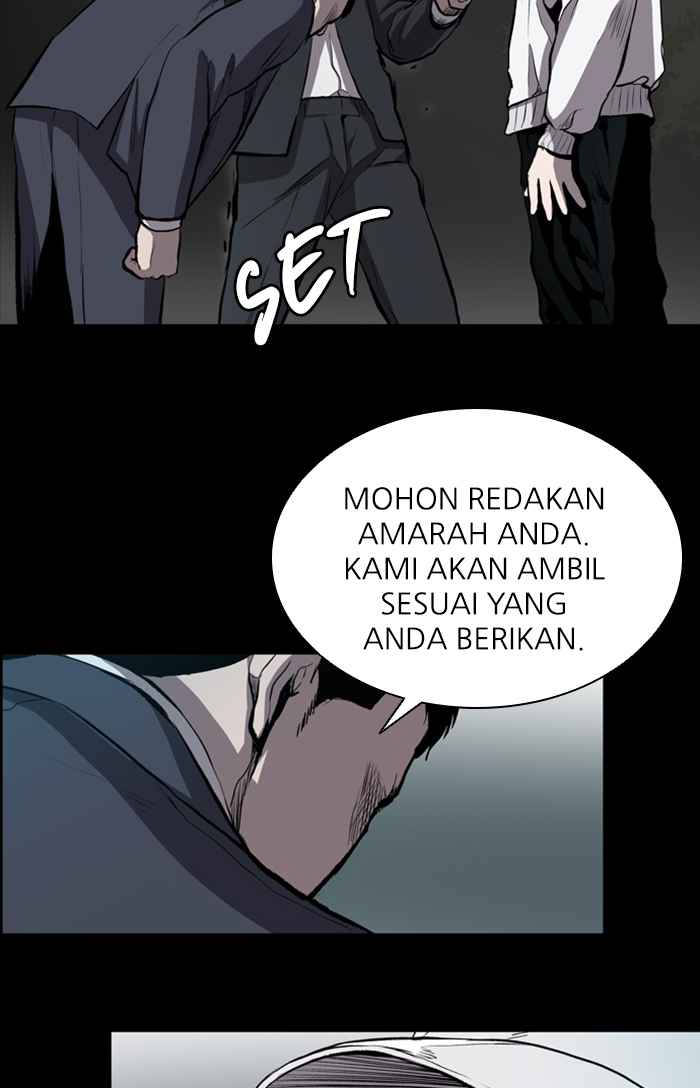 SET
MOHON REDAKAN
AMARAH ANDA.
KAMI AKAN AMBIL
SESUAI YANG
ANDA BERIKAN.